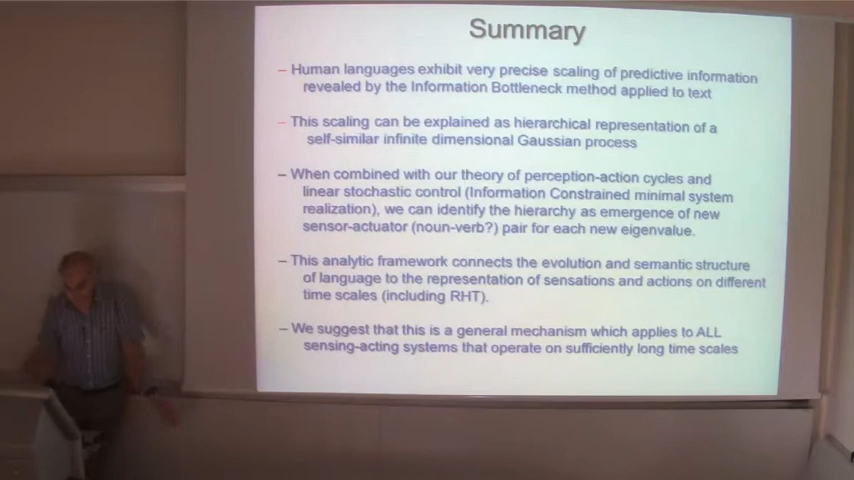 Summary
– Human languages exhibit very precise scaling of predictive information
revealed by the Information Bottleneck method applied to text
– This scaling can be explained as hierarchical representation of a
self-similar infinite dimensional Gaussian process
– When combined with our theory of perception-action cycles and
linear stochastic control (Information Constrained minimal system
realization), we can identify the hierarchy as emergence of new
sensor-actuator (noun-verb?) pair for each new eigenvalue.
– This analytic framework connects the evolution and semantic structure
of language to the representation of sensations and actions on different
time scales (including RHT).
– We suggest that this is a general mechanism which applies to ALL
sensing-acting systems that operate on sufficiently long time scales